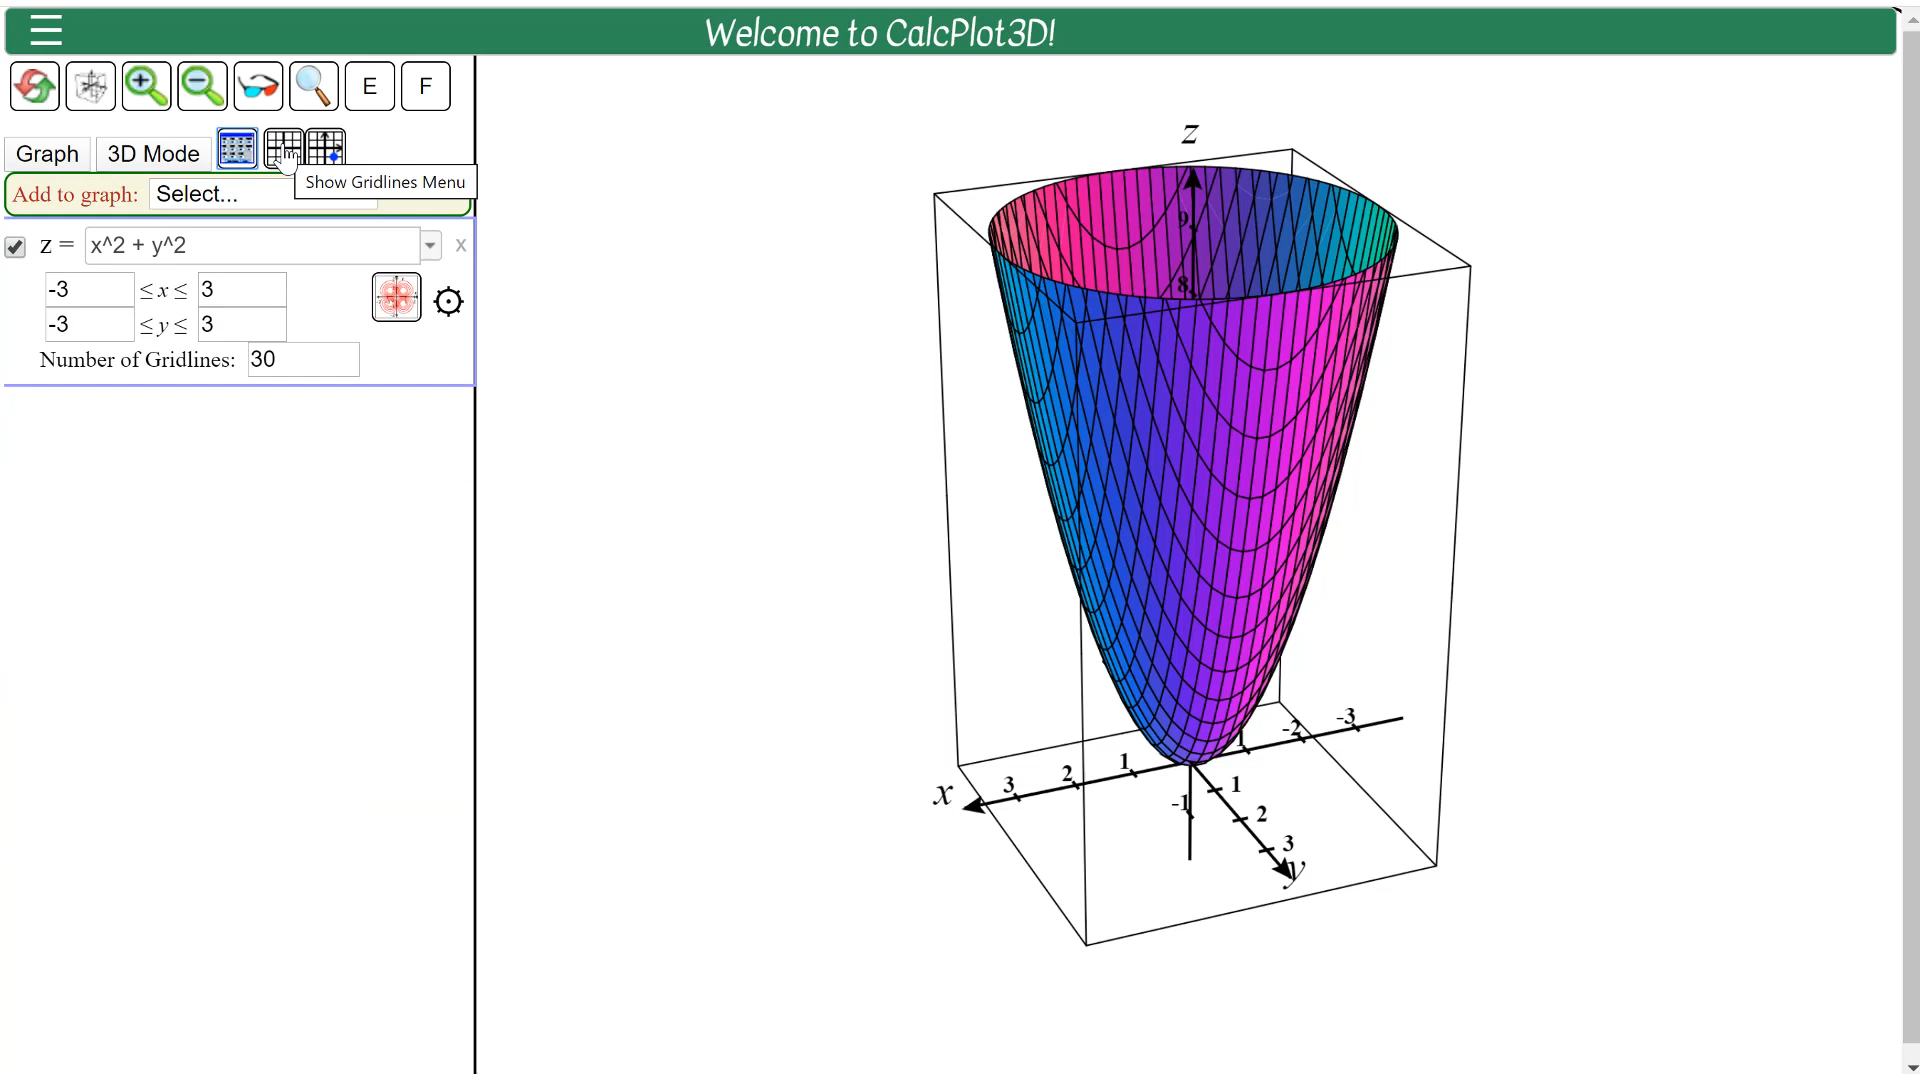 Welcome to CalcPlot3D!
E F
Graph 3D Mode
Show Gridlines Menu
Add to graph: Select...
z = x^2 + y^2 x
-3 ≤ x ≤ 3
-3 ≤ y ≤ 3
Number of Gridlines: 30
z
9
8
-3
-2
1
1
2
3
x
-1
1
2
3
y